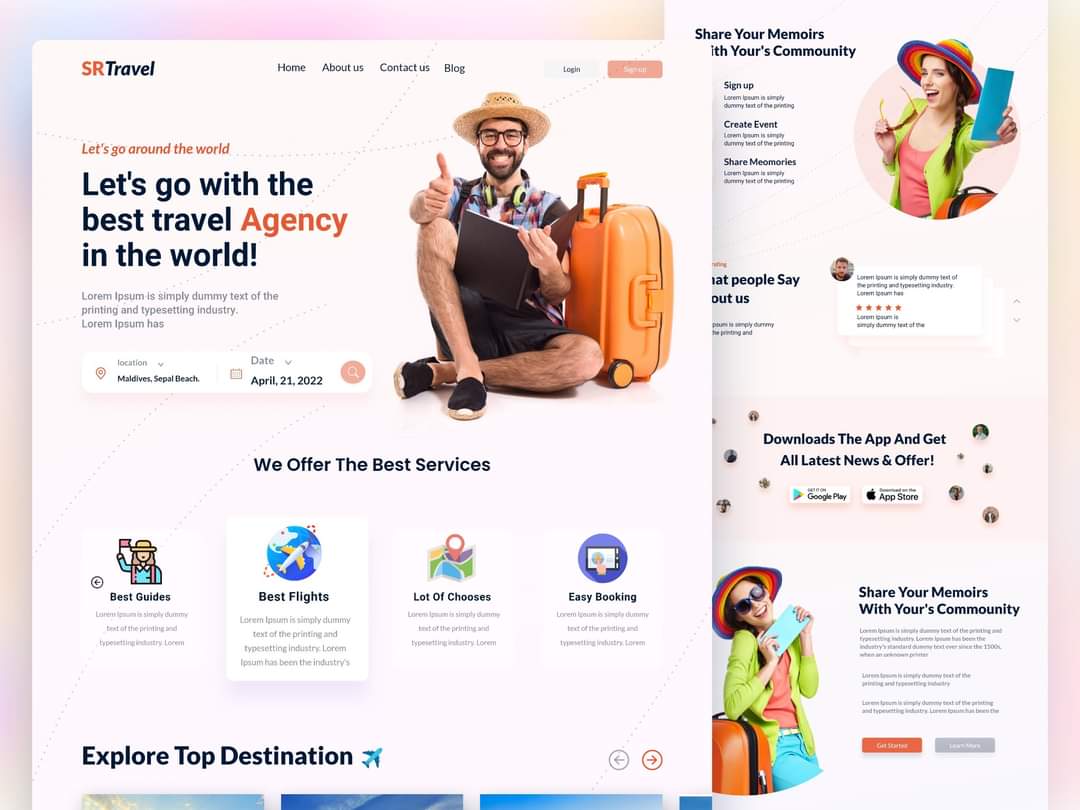 SRTravel
Home About us Contact us Blog
Login Sign up
Let's go around the world
Let's go with the
best travel Agency
in the world!
Lorem Ipsum is simply dummy text of the
printing and typesetting industry.
Lorem Ipsum has
location
Maldives, Sepal Beach.
Date
April, 21, 2022
We Offer The Best Services
Best Guides
Lorem Ipsum is simply dummy
text of the printing and
typesetting industry. Lorem
Best Flights
Lorem Ipsum is simply dummy
text of the printing and
typesetting industry. Lorem
Ipsum has been the industry's
Lot Of Chooses
Lorem Ipsum is simply dummy
text of the printing and
typesetting industry. Lorem
Easy Booking
Lorem Ipsum is simply dummy
text of the printing and
typesetting industry. Lorem
Explore Top Destination
Share Your Memoirs
ith Your's Commounity
Sign up
Lorem Ipsum is simply
dummy text of the printing
Create Event
Lorem Ipsum is simply
dummy text of the printing
Share Meomories
Lorem Ipsum is simply
dummy text of the printing
at people Say
out us
um is simply dummy
e printing and
Lorem Ipsum is simply dummy text of
the printing and typesetting industry.
Lorem Ipsum has
Lorem Ipsum is
simply dummy text of the
Downloads The App And Get
All Latest News & Offer!
GET IT ON
Google Play
Download on the
App Store
Share Your Memoirs
With Your's Community
Lorem Ipsum is simply dummy text of the printing and
typesetting industry. Lorem Ipsum has been the
industry's standard dummy text ever since the 1500s,
when an unknown printer
Lorem Ipsum is simply dummy text of the
printing and typesetting industry
Lorem Ipsum is simply dummy text of the printing
and typesetting industry. Lorem Ipsum has been the
Get Started Learn More